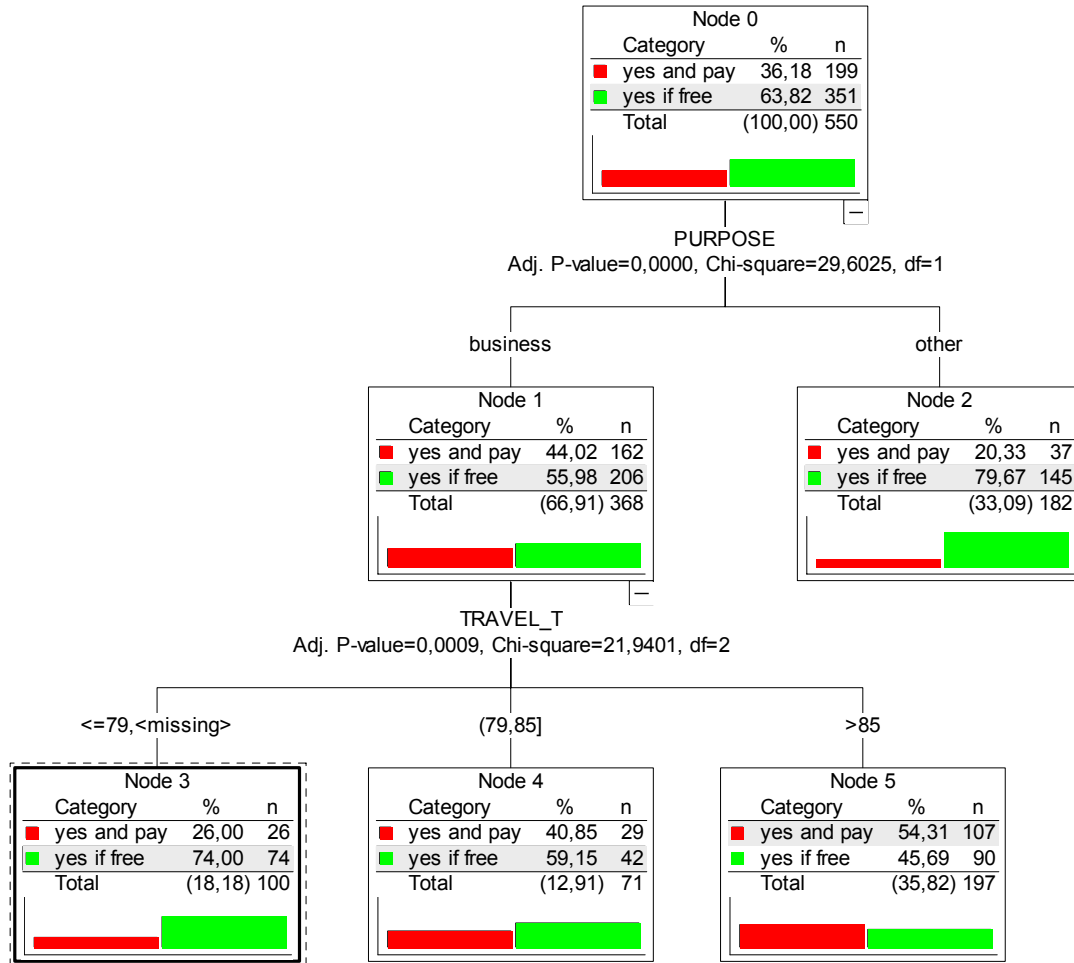 Node 0
Category % n
yes and pay 36,18 199
yes if free 63,82 351
Total (100,00) 550
PURPOSE
Adj. P-value=0,0000, Chi-square=29,6025, df=1
business other
Node 1
Category % n
yes and pay 44,02 162
yes if free 55,98 206
Total (66,91) 368
Node 2
Category % n
yes and pay 20,33 37
yes if free 79,67 145
Total (33,09) 182
TRAVEL_T
Adj. P-value=0,0009, Chi-square=21,9401, df=2
<=79,<missing> (79,85] >85
Node 3
Category % n
yes and pay 26,00 26
yes if free 74,00 74
Total (18,18) 100
Node 4
Category % n
yes and pay 40,85 29
yes if free 59,15 42
Total (12,91) 71
Node 5
Category % n
yes and pay 54,31 107
yes if free 45,69 90
Total (35,82) 197